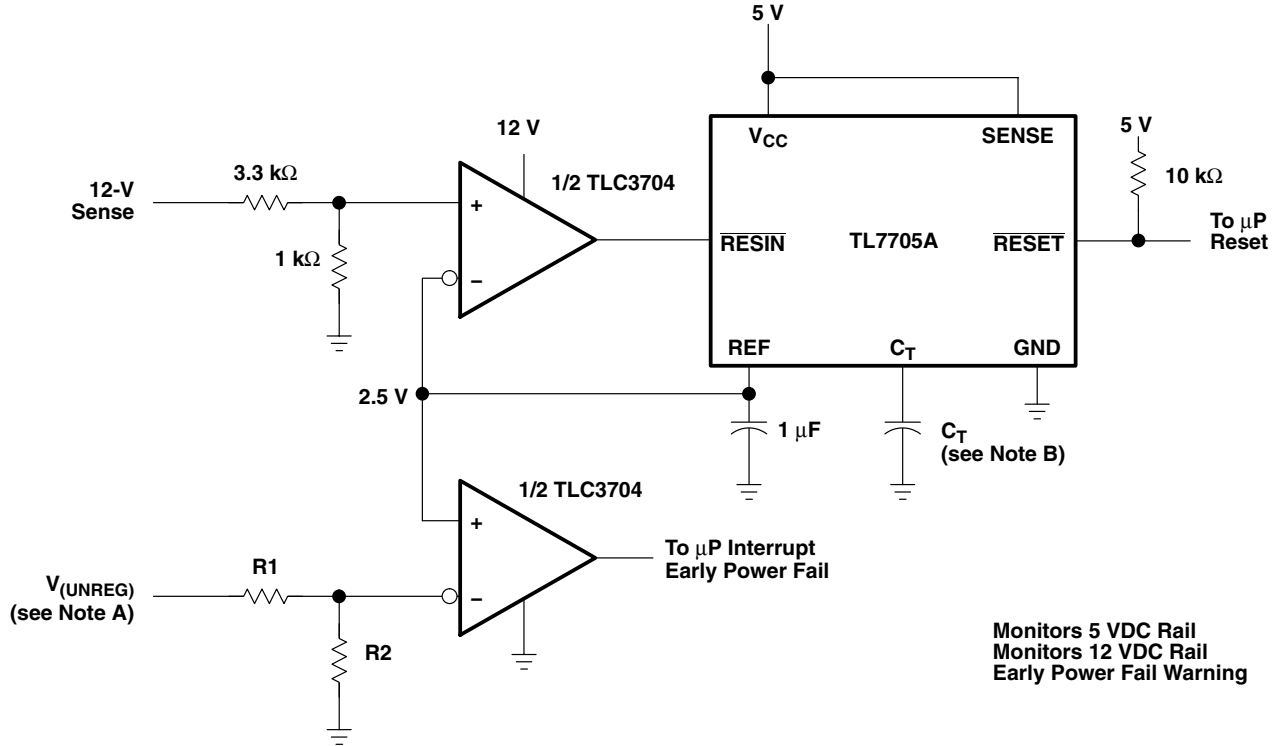 5 V
12 V
VCC
SENSE
5 V
3.3 kΩ
1/2 TLC3704
10 kΩ
12-V
Sense
+
RESIN
TL7705A
RESET
To μP
Reset
1 kΩ
−
REF
CT
GND
2.5 V
1 μF
CT
(see Note B)
1/2 TLC3704
+
To μP Interrupt
Early Power Fail
V(UNREG)
(see Note A)
R1
−
R2
Monitors 5 VDC Rail
Monitors 12 VDC Rail
Early Power Fail Warning